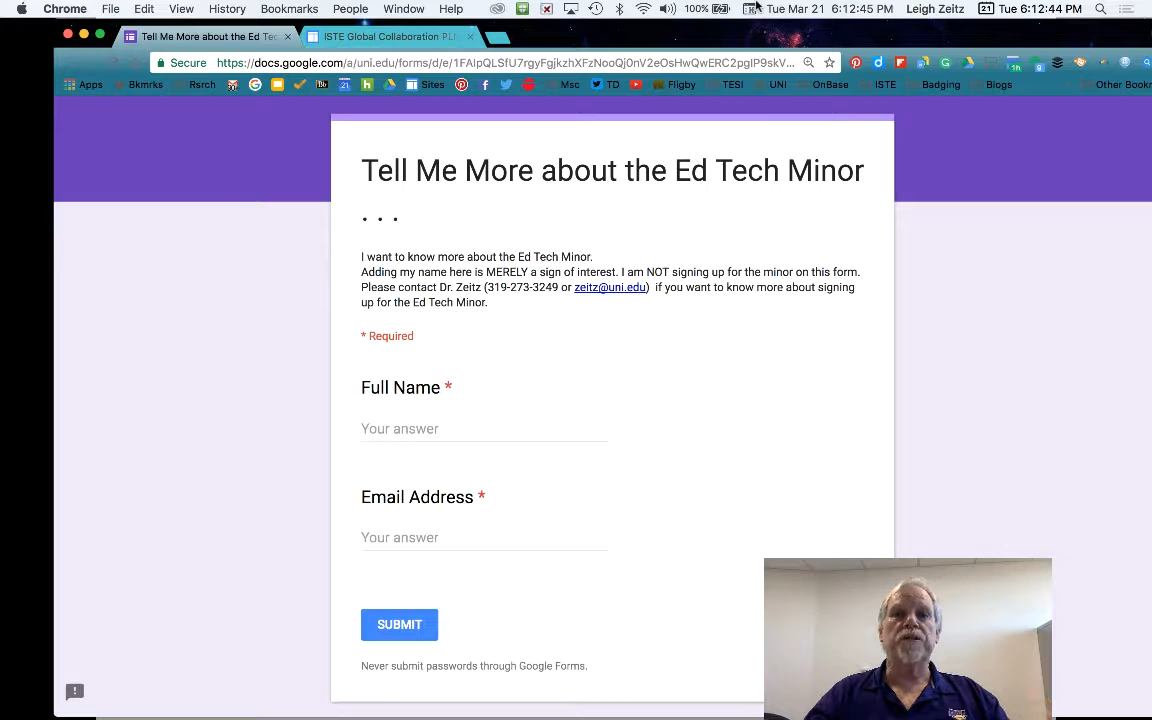 Chrome File Edit View History Bookmarks People Window Help 100% Tue Mar 21 6:12:45 PM Leigh Zeitz 21 Tue 6:12:44 PM
Tell Me More about the Ed Tec ISTE Global Collaboration PLN
Secure https://docs.google.com/a/uni.edu/forms/d/e/1FAIpQLSfU7rgyFgjkzhXFzNooQj0nV2eOsHwQwERC2pgIP9skV...
Apps Bkmrks Rsrch 21 h Sites Msc TD Fligby TESI UNI OnBase ISTE Badging Blogs Other Bookm
Tell Me More about the Ed Tech Minor
. . .
I want to know more about the Ed Tech Minor.
Adding my name here is MERELY a sign of interest. I am NOT signing up for the minor on this form.
Please contact Dr. Zeitz (319-273-3249 or zeitz@uni.edu) if you want to know more about signing
up for the Ed Tech Minor.
* Required
Full Name *
Your answer
Email Address *
Your answer
SUBMIT
Never submit passwords through Google Forms.